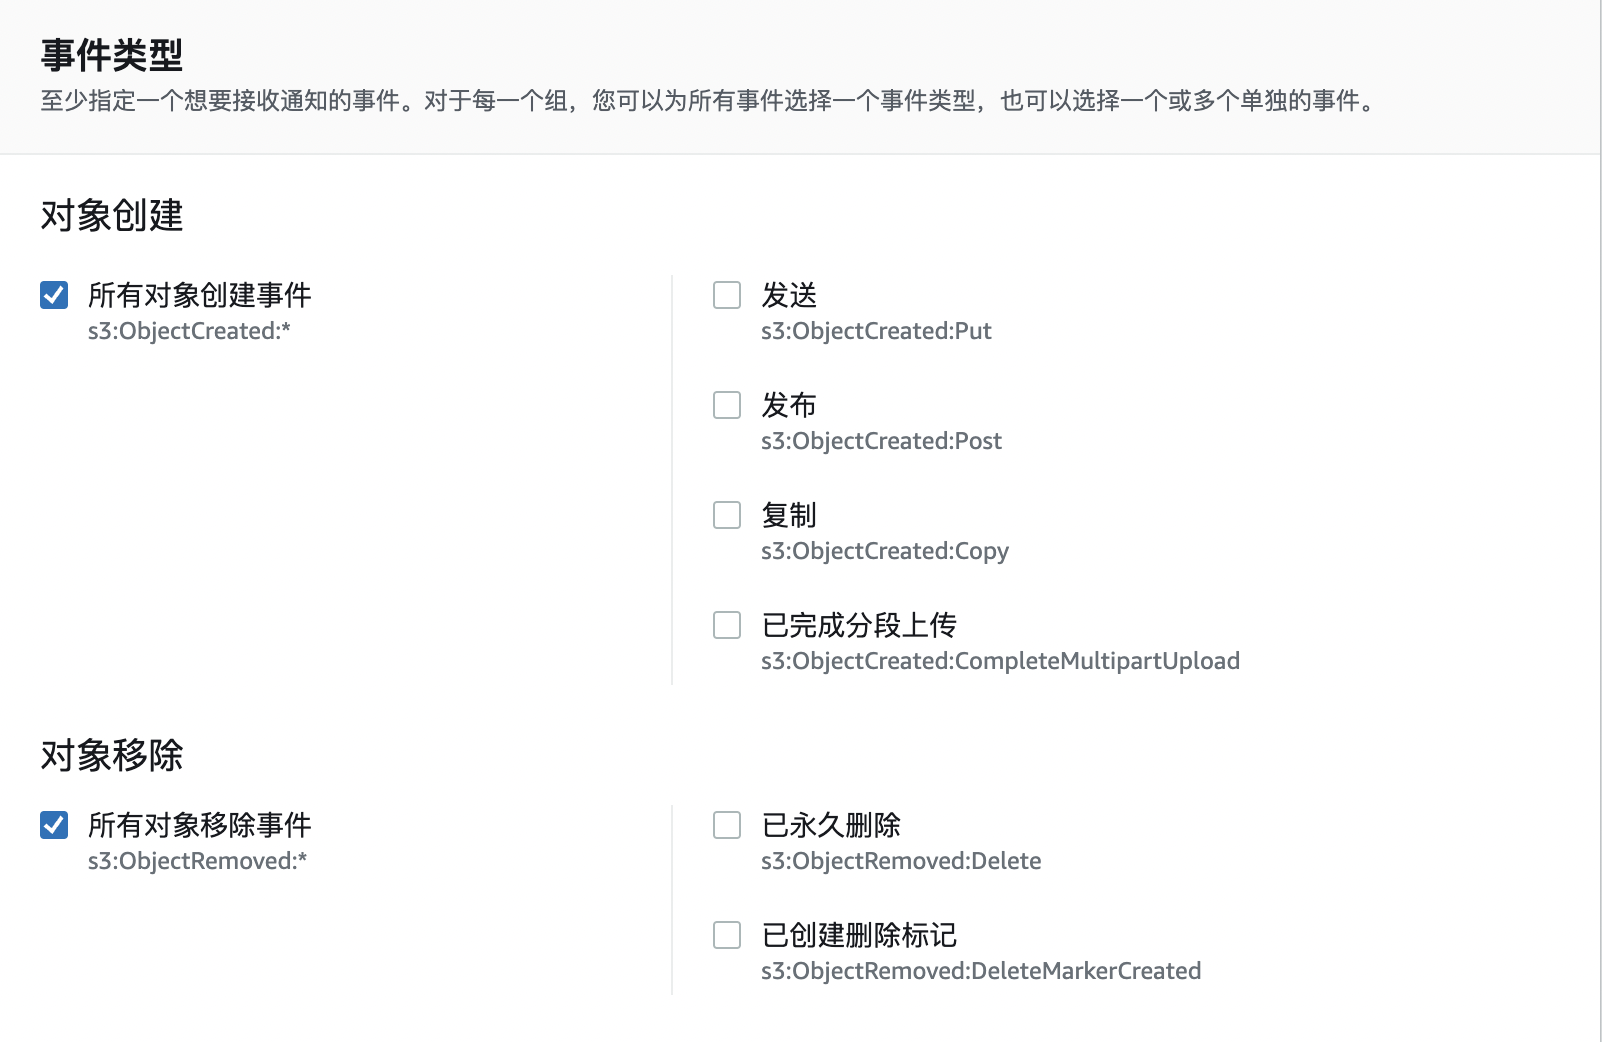 事件类型
至少指定一个想要接收通知的事件。对于每一个组，您可以为所有事件选择一个事件类型，也可以选择一个或多个单独的事件。
对象创建
所有对象创建事件
s3:ObjectCreated:*
发送
s3:ObjectCreated:Put
发布
s3:ObjectCreated:Post
复制
s3:ObjectCreated:Copy
已完成分段上传
s3:ObjectCreated:CompleteMultipartUpload
对象移除
所有对象移除事件
s3:ObjectRemoved:*
已永久删除
s3:ObjectRemoved:Delete
已创建删除标记
s3:ObjectRemoved:DeleteMarkerCreated